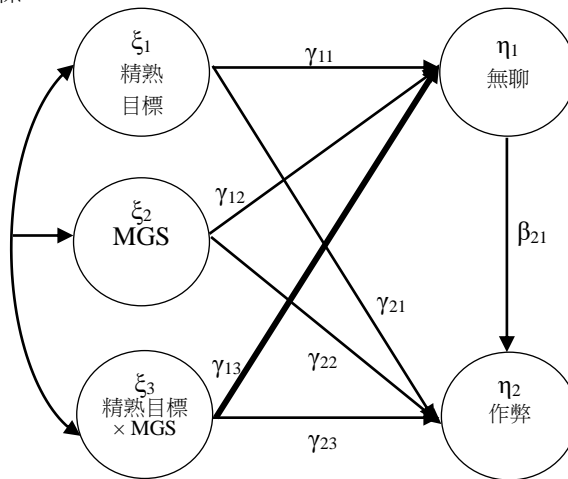 ξ1
精熟
目標
γ11
η1
無聊
γ12
ξ2
MGS
β21
γ21
γ13
γ22
ξ3
精熟目標
× MGS
γ23
η2
作弊